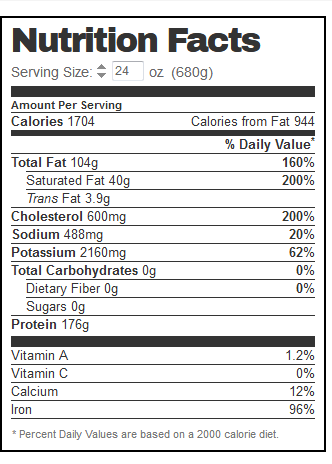 Nutrition Facts
Serving Size: 24 oz (680g)
Amount Per Serving
Calories 1704 Calories from Fat 944
% Daily Value*
Total Fat 104g 160%
Saturated Fat 40g 200%
Trans Fat 3.9g
Cholesterol 600mg 200%
Sodium 488mg 20%
Potassium 2160mg 62%
Total Carbohydrates 0g 0%
Dietary Fiber 0g 0%
Sugars 0g
Protein 176g
Vitamin A 1.2%
Vitamin C 0%
Calcium 12%
Iron 96%
* Percent Daily Values are based on a 2000 calorie diet.